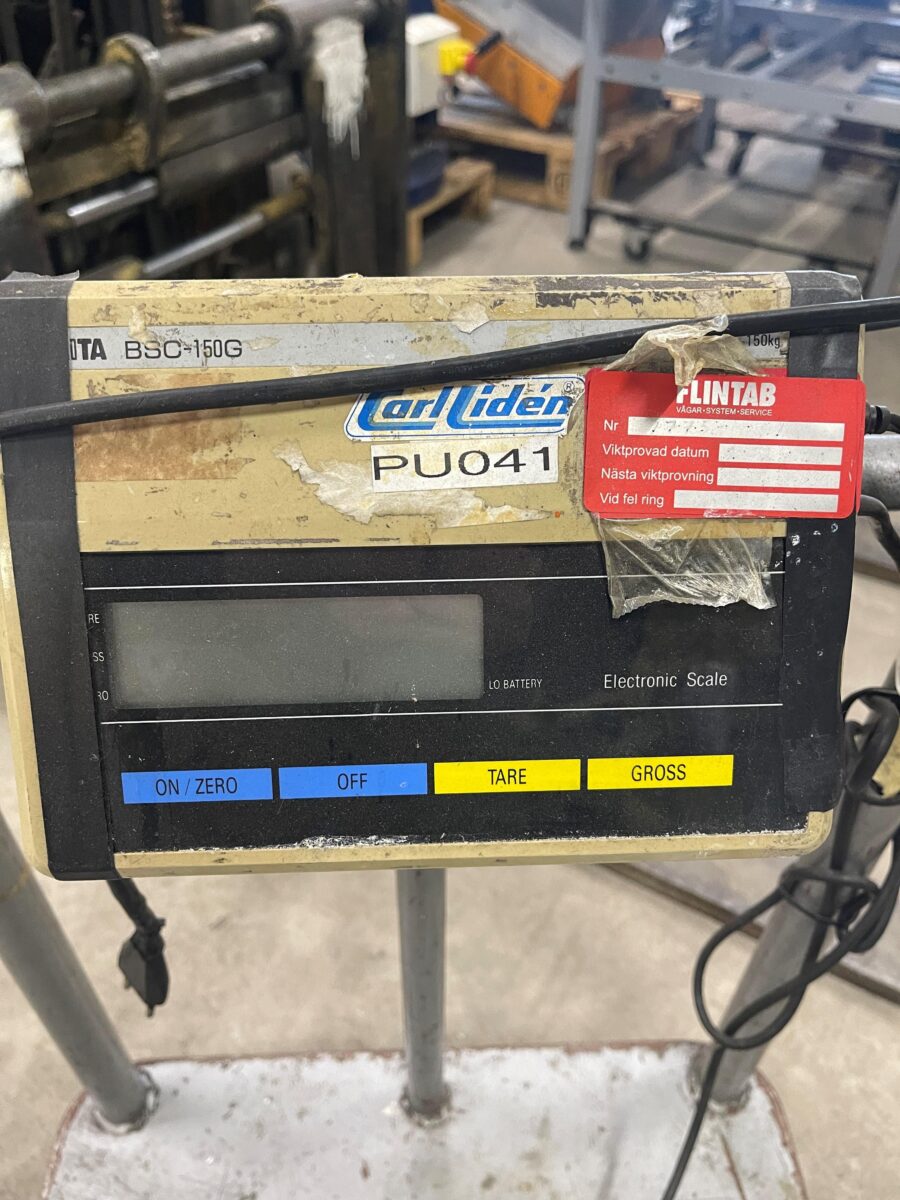 BSC-150G
150kg
Carl Lidén®
PU041
FLINTAB
VÅGAR·SYSTEM·SERVICE
Nr
Viktprovad datum
Nästa viktprovning
Vid fel ring
LO BATTERY
Electronic Scale
ON / ZERO
OFF
TARE
GROSS